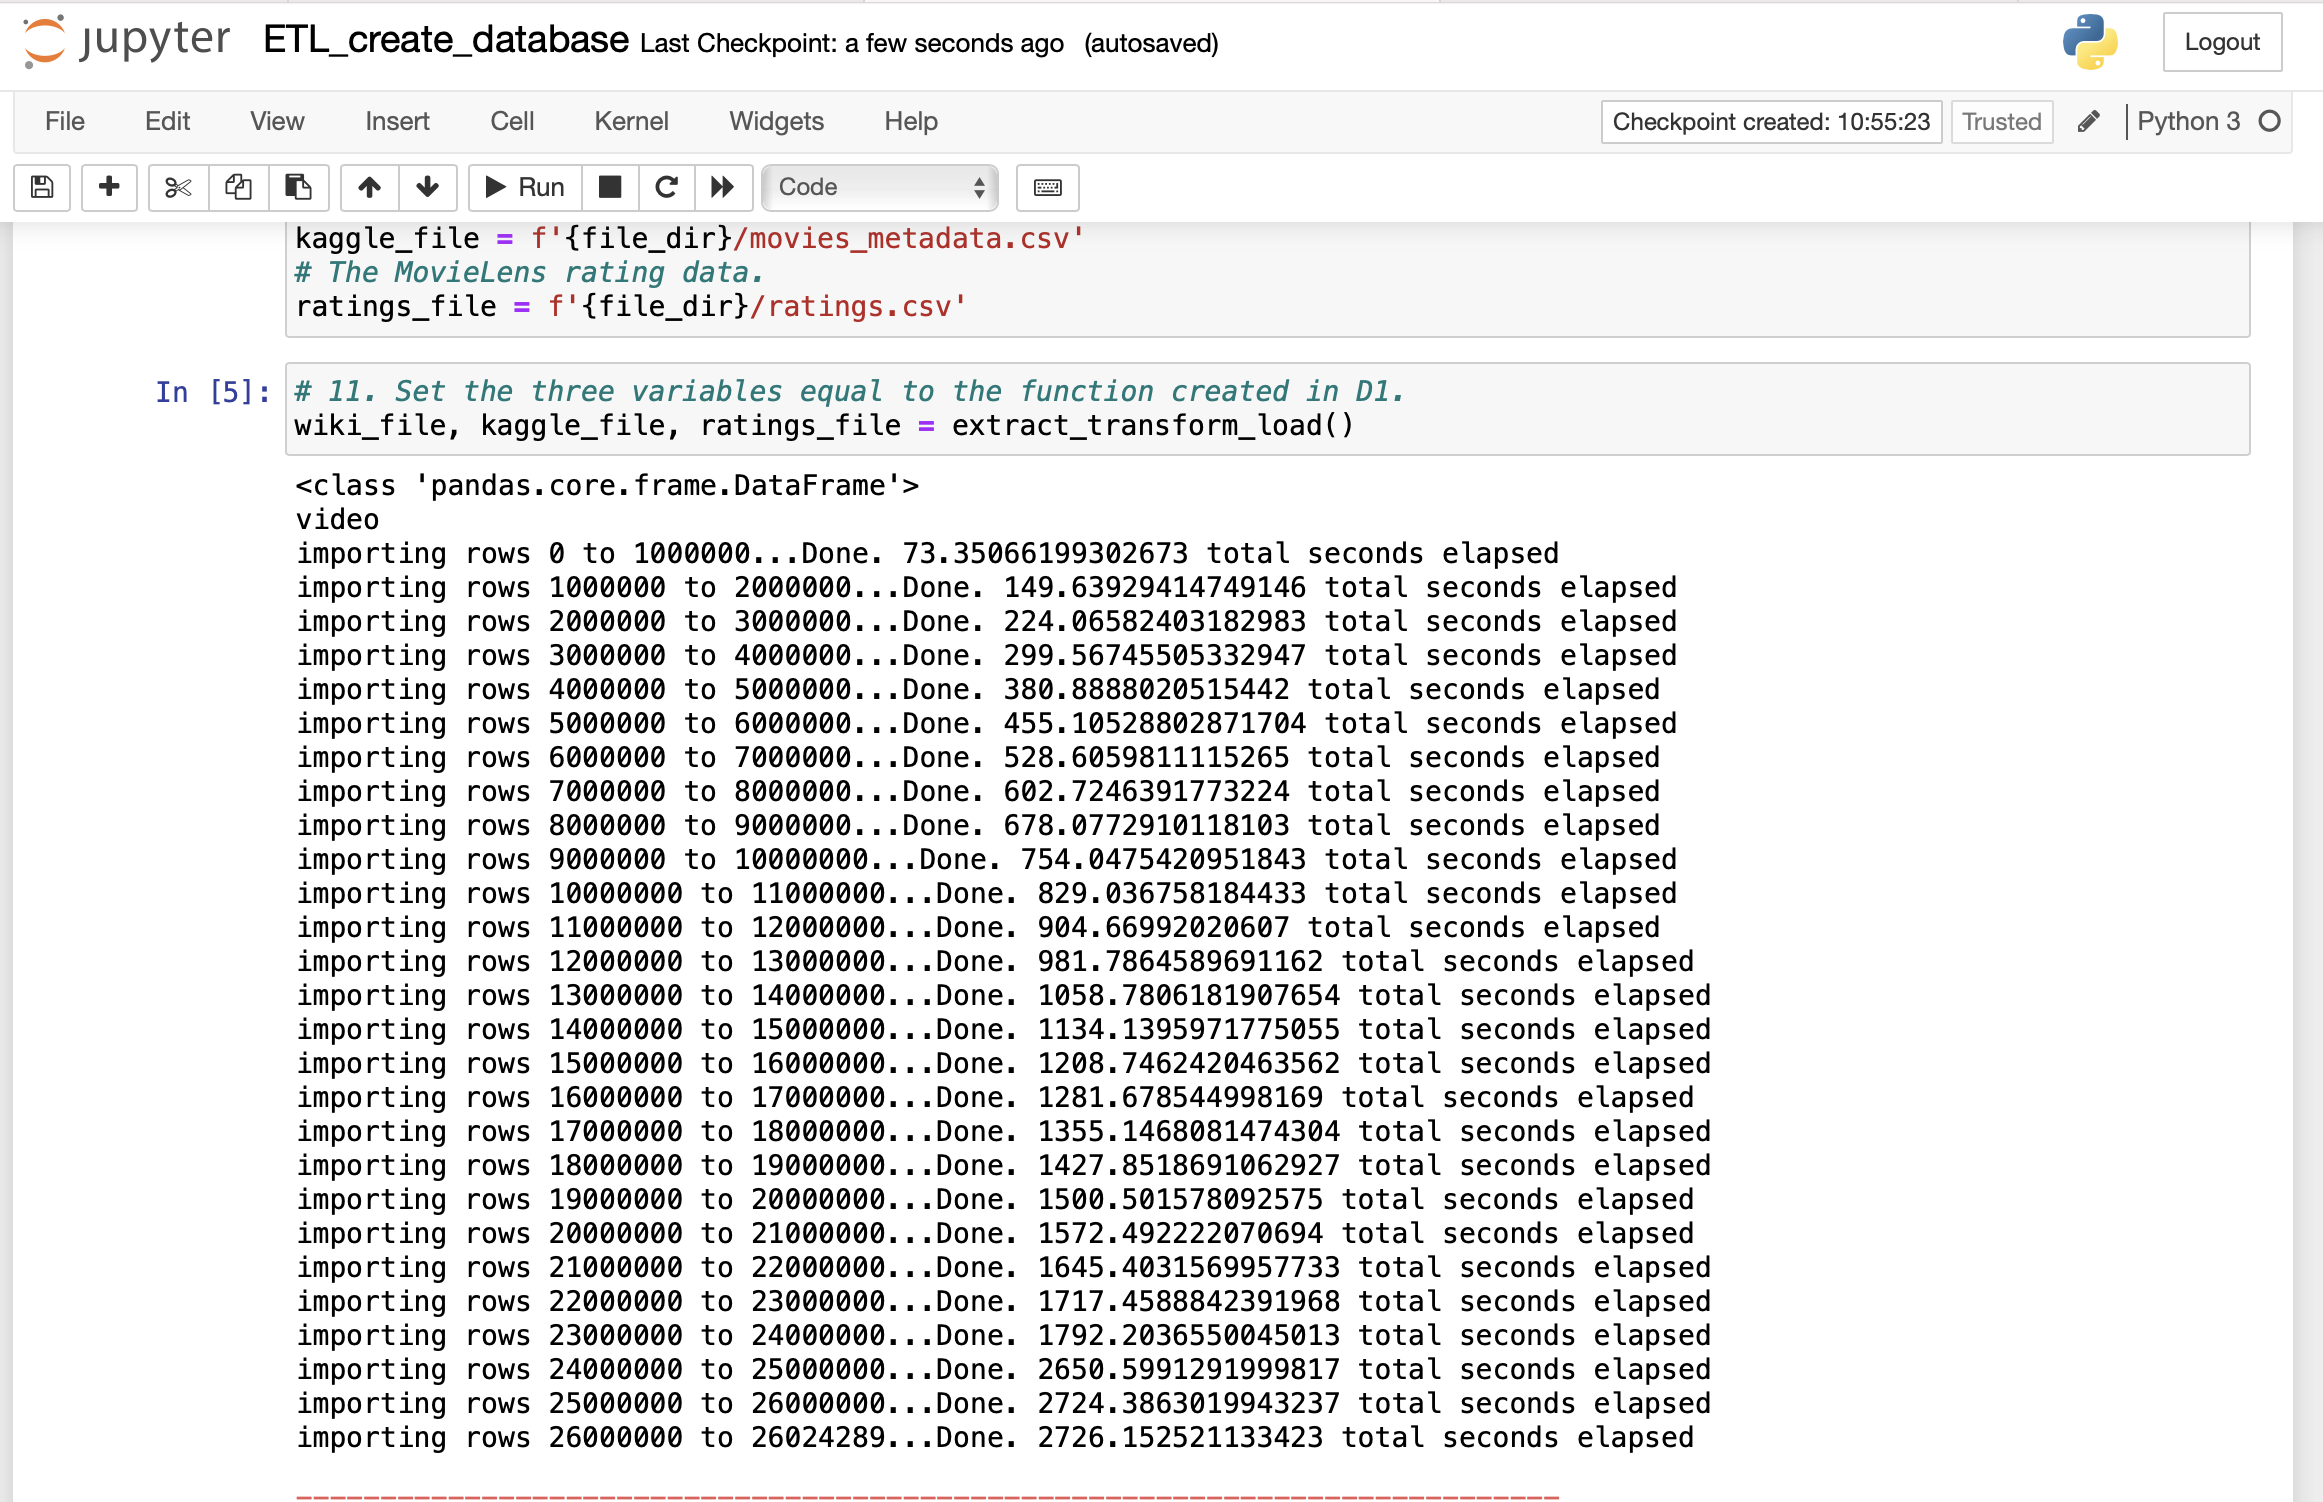 jupyter ETL_create_database Last Checkpoint: a few seconds ago (autosaved) Logout
File Edit View Insert Cell Kernel Widgets Help Checkpoint created: 10:55:23 Trusted Python 3
Run Code
kaggle_file = f'{file_dir}/movies_metadata.csv'
# The MovieLens rating data.
ratings_file = f'{file_dir}/ratings.csv'
In [5]: # 11. Set the three variables equal to the function created in D1.
wiki_file, kaggle_file, ratings_file = extract_transform_load()
<class 'pandas.core.frame.DataFrame'>
video
importing rows 0 to 1000000...Done. 73.35066199302673 total seconds elapsed
importing rows 1000000 to 2000000...Done. 149.63929414749146 total seconds elapsed
importing rows 2000000 to 3000000...Done. 224.06582403182983 total seconds elapsed
importing rows 3000000 to 4000000...Done. 299.56745505332947 total seconds elapsed
importing rows 4000000 to 5000000...Done. 380.8888020515442 total seconds elapsed
importing rows 5000000 to 6000000...Done. 455.10528802871704 total seconds elapsed
importing rows 6000000 to 7000000...Done. 528.6059811115265 total seconds elapsed
importing rows 7000000 to 8000000...Done. 602.7246391773224 total seconds elapsed
importing rows 8000000 to 9000000...Done. 678.0772910118103 total seconds elapsed
importing rows 9000000 to 10000000...Done. 754.0475420951843 total seconds elapsed
importing rows 10000000 to 11000000...Done. 829.036758184433 total seconds elapsed
importing rows 11000000 to 12000000...Done. 904.66992020607 total seconds elapsed
importing rows 12000000 to 13000000...Done. 981.7864589691162 total seconds elapsed
importing rows 13000000 to 14000000...Done. 1058.7806181907654 total seconds elapsed
importing rows 14000000 to 15000000...Done. 1134.1395971775055 total seconds elapsed
importing rows 15000000 to 16000000...Done. 1208.7462420463562 total seconds elapsed
importing rows 16000000 to 17000000...Done. 1281.678544998169 total seconds elapsed
importing rows 17000000 to 18000000...Done. 1355.1468081474304 total seconds elapsed
importing rows 18000000 to 19000000...Done. 1427.8518691062927 total seconds elapsed
importing rows 19000000 to 20000000...Done. 1500.501578092575 total seconds elapsed
importing rows 20000000 to 21000000...Done. 1572.492222070694 total seconds elapsed
importing rows 21000000 to 22000000...Done. 1645.4031569957733 total seconds elapsed
importing rows 22000000 to 23000000...Done. 1717.4588842391968 total seconds elapsed
importing rows 23000000 to 24000000...Done. 1792.2036550045013 total seconds elapsed
importing rows 24000000 to 25000000...Done. 2650.5991291999817 total seconds elapsed
importing rows 25000000 to 26000000...Done. 2724.3863019943237 total seconds elapsed
importing rows 26000000 to 26024289...Done. 2726.152521133423 total seconds elapsed